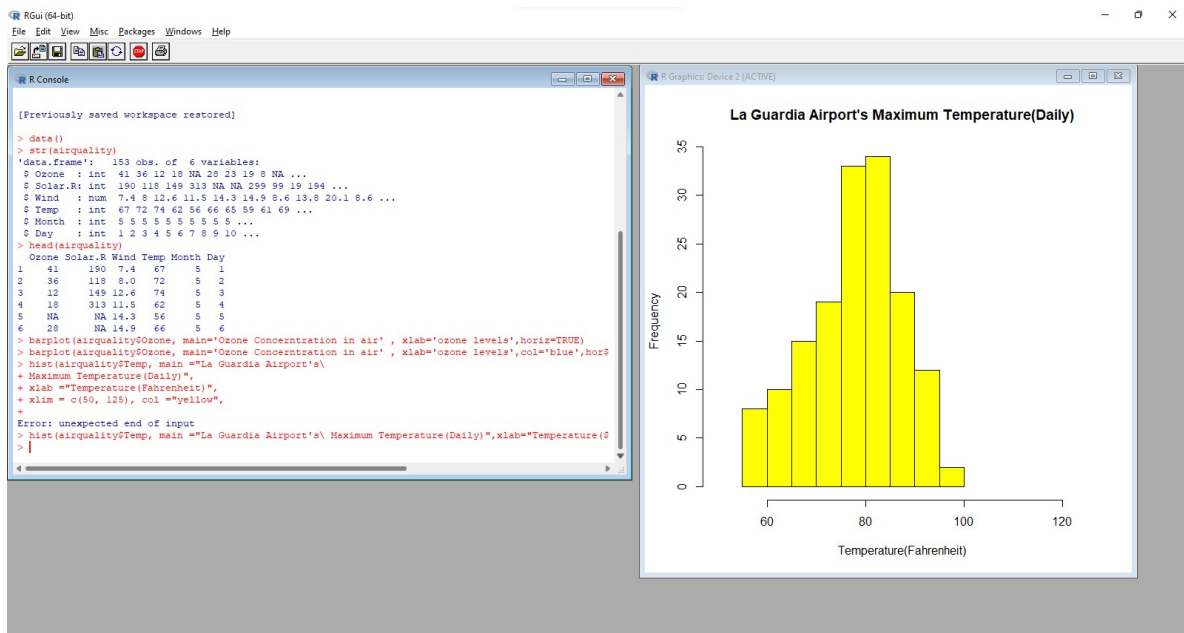 RGui (64-bit)
File Edit View Misc Packages Windows Help
STOP
R Console
[Previously saved workspace restored]
> data()
> str(airquality)
'data.frame':   153 obs. of  6 variables:
 $ Ozone  : int  41 36 12 18 NA 28 23 19 8 NA ...
 $ Solar.R: int  190 118 149 313 NA NA 299 99 19 194 ...
 $ Wind   : num  7.4 8 12.6 11.5 14.3 14.9 8.6 13.8 20.1 8.6 ...
 $ Temp   : int  67 72 74 62 56 66 65 59 61 69 ...
 $ Month  : int  5 5 5 5 5 5 5 5 5 5 ...
 $ Day    : int  1 2 3 4 5 6 7 8 9 10 ...
> head(airquality)
  Ozone Solar.R Wind Temp Month Day
1    41     190  7.4   67     5   1
2    36     118  8.0   72     5   2
3    12     149 12.6   74     5   3
4    18     313 11.5   62     5   4
5    NA      NA 14.3   56     5   5
6    28      NA 14.9   66     5   6
> barplot(airquality$Ozone, main='Ozone Concerntration in air' , xlab='ozone levels',horiz=TRUE)
> barplot(airquality$Ozone, main='Ozone Concerntration in air' , xlab='ozone levels',col='blue',hor$
> hist(airquality$Temp, main ="La Guardia Airport's\
+ Maximum Temperature(Daily)",
+ xlab ="Temperature(Fahrenheit)",
+ xlim = c(50, 125), col ="yellow",
+
Error: unexpected end of input
> hist(airquality$Temp, main ="La Guardia Airport's\ Maximum Temperature(Daily)",xlab="Temperature($
>
R Graphics: Device 2 (ACTIVE)
La Guardia Airport's Maximum Temperature(Daily)
Frequency
35
30
25
20
15
10
5
0
60 80 100 120
Temperature(Fahrenheit)